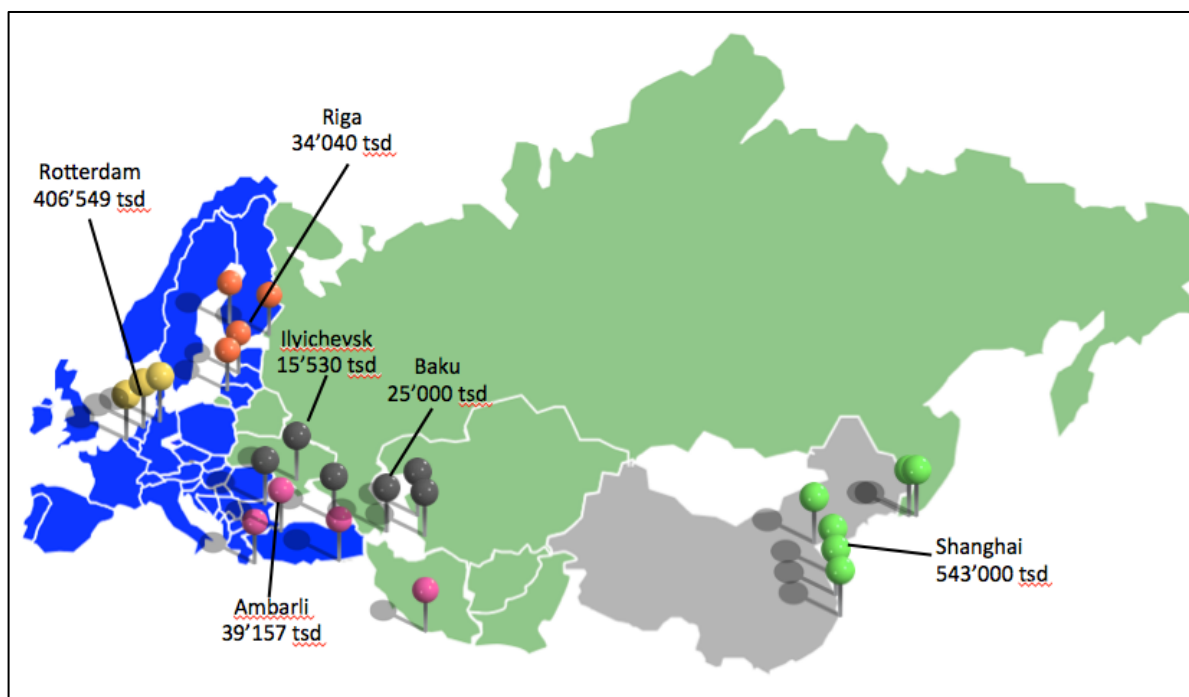 Riga
34’040 tsd
Rotterdam
406’549 tsd
Ilyichevsk
15’530 tsd
Baku
25’000 tsd
Shanghai
543’000 tsd
Ambarli
39’157 tsd